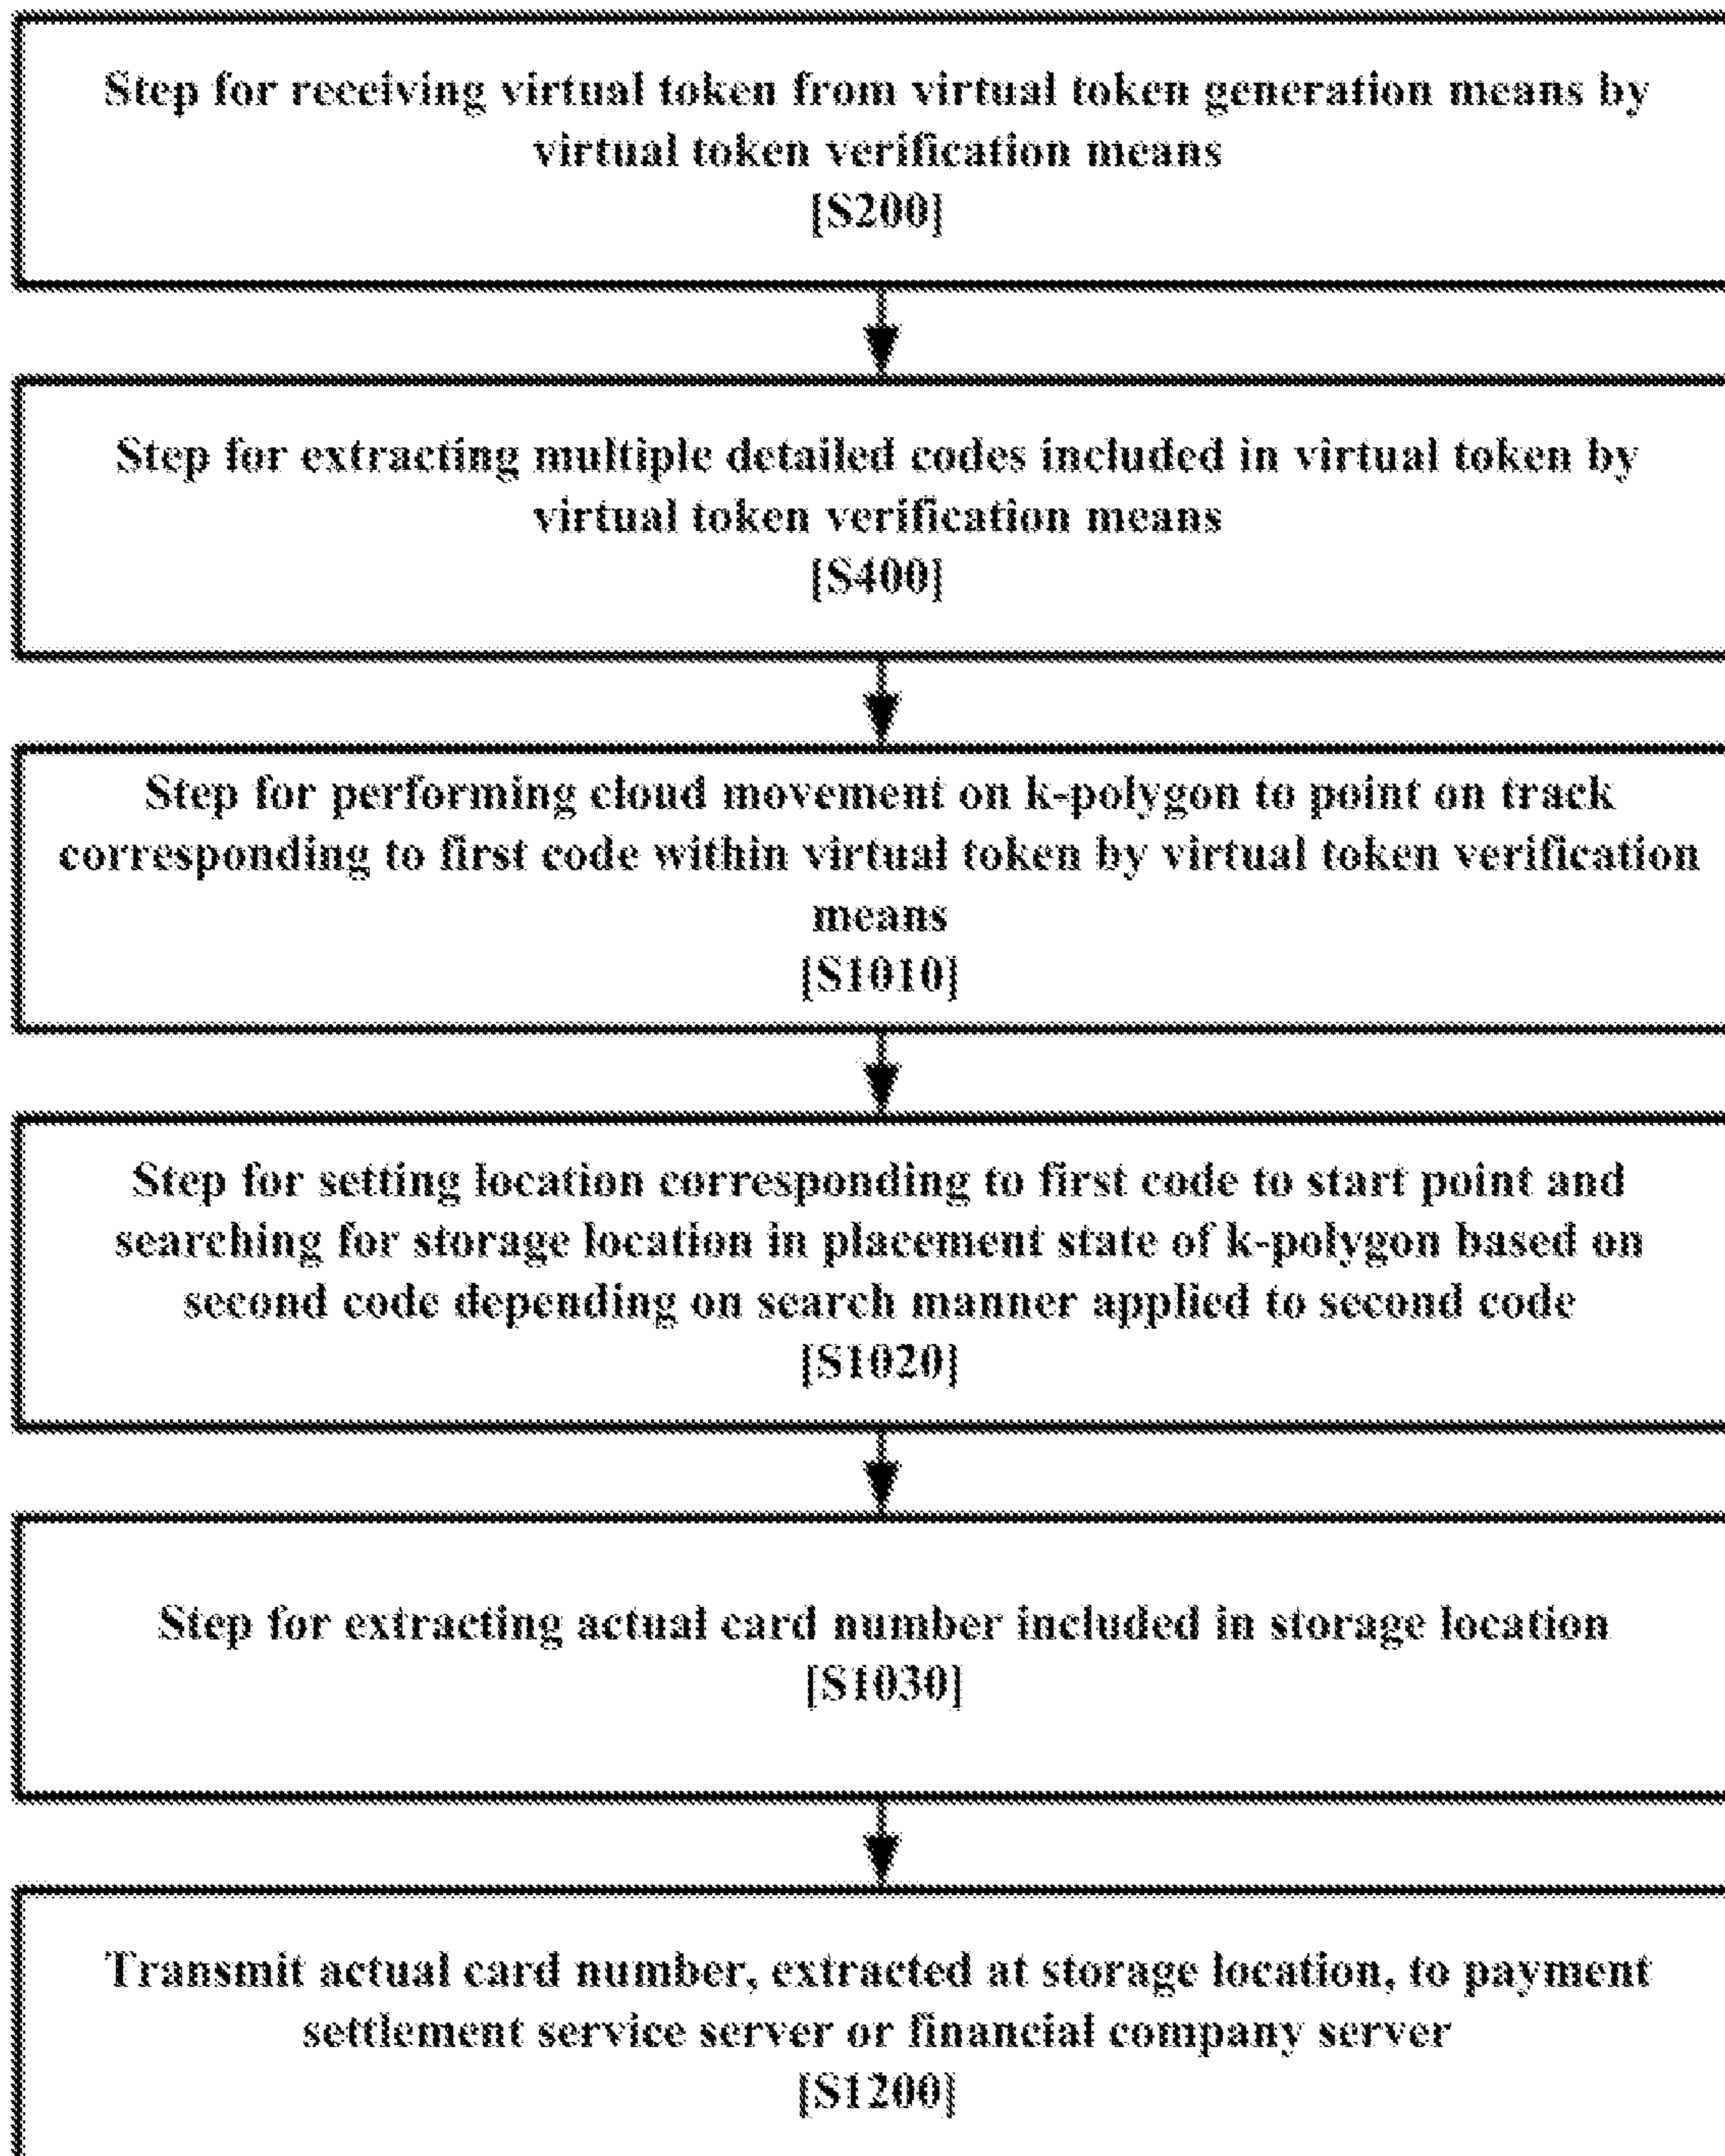 Step for receiving virtual token from virtual token generation means by
virtual token verification means
[S200]
Step for extracting multiple detailed codes included in virtual token by
virtual token verification means
[S400]
Step for performing cloud movement on k-polygon to point on track
corresponding to first code within virtual token by virtual token verification
means
[S1010]
Step for setting location corresponding to first code to start point and
searching for storage location in placement state of k-polygon based on
second code depending on search manner applied to second code
[S1020]
Step for extracting actual card number included in storage location
[S1030]
Transmit actual card number, extracted at storage location, to payment
settlement service server or financial company server
[S1200]